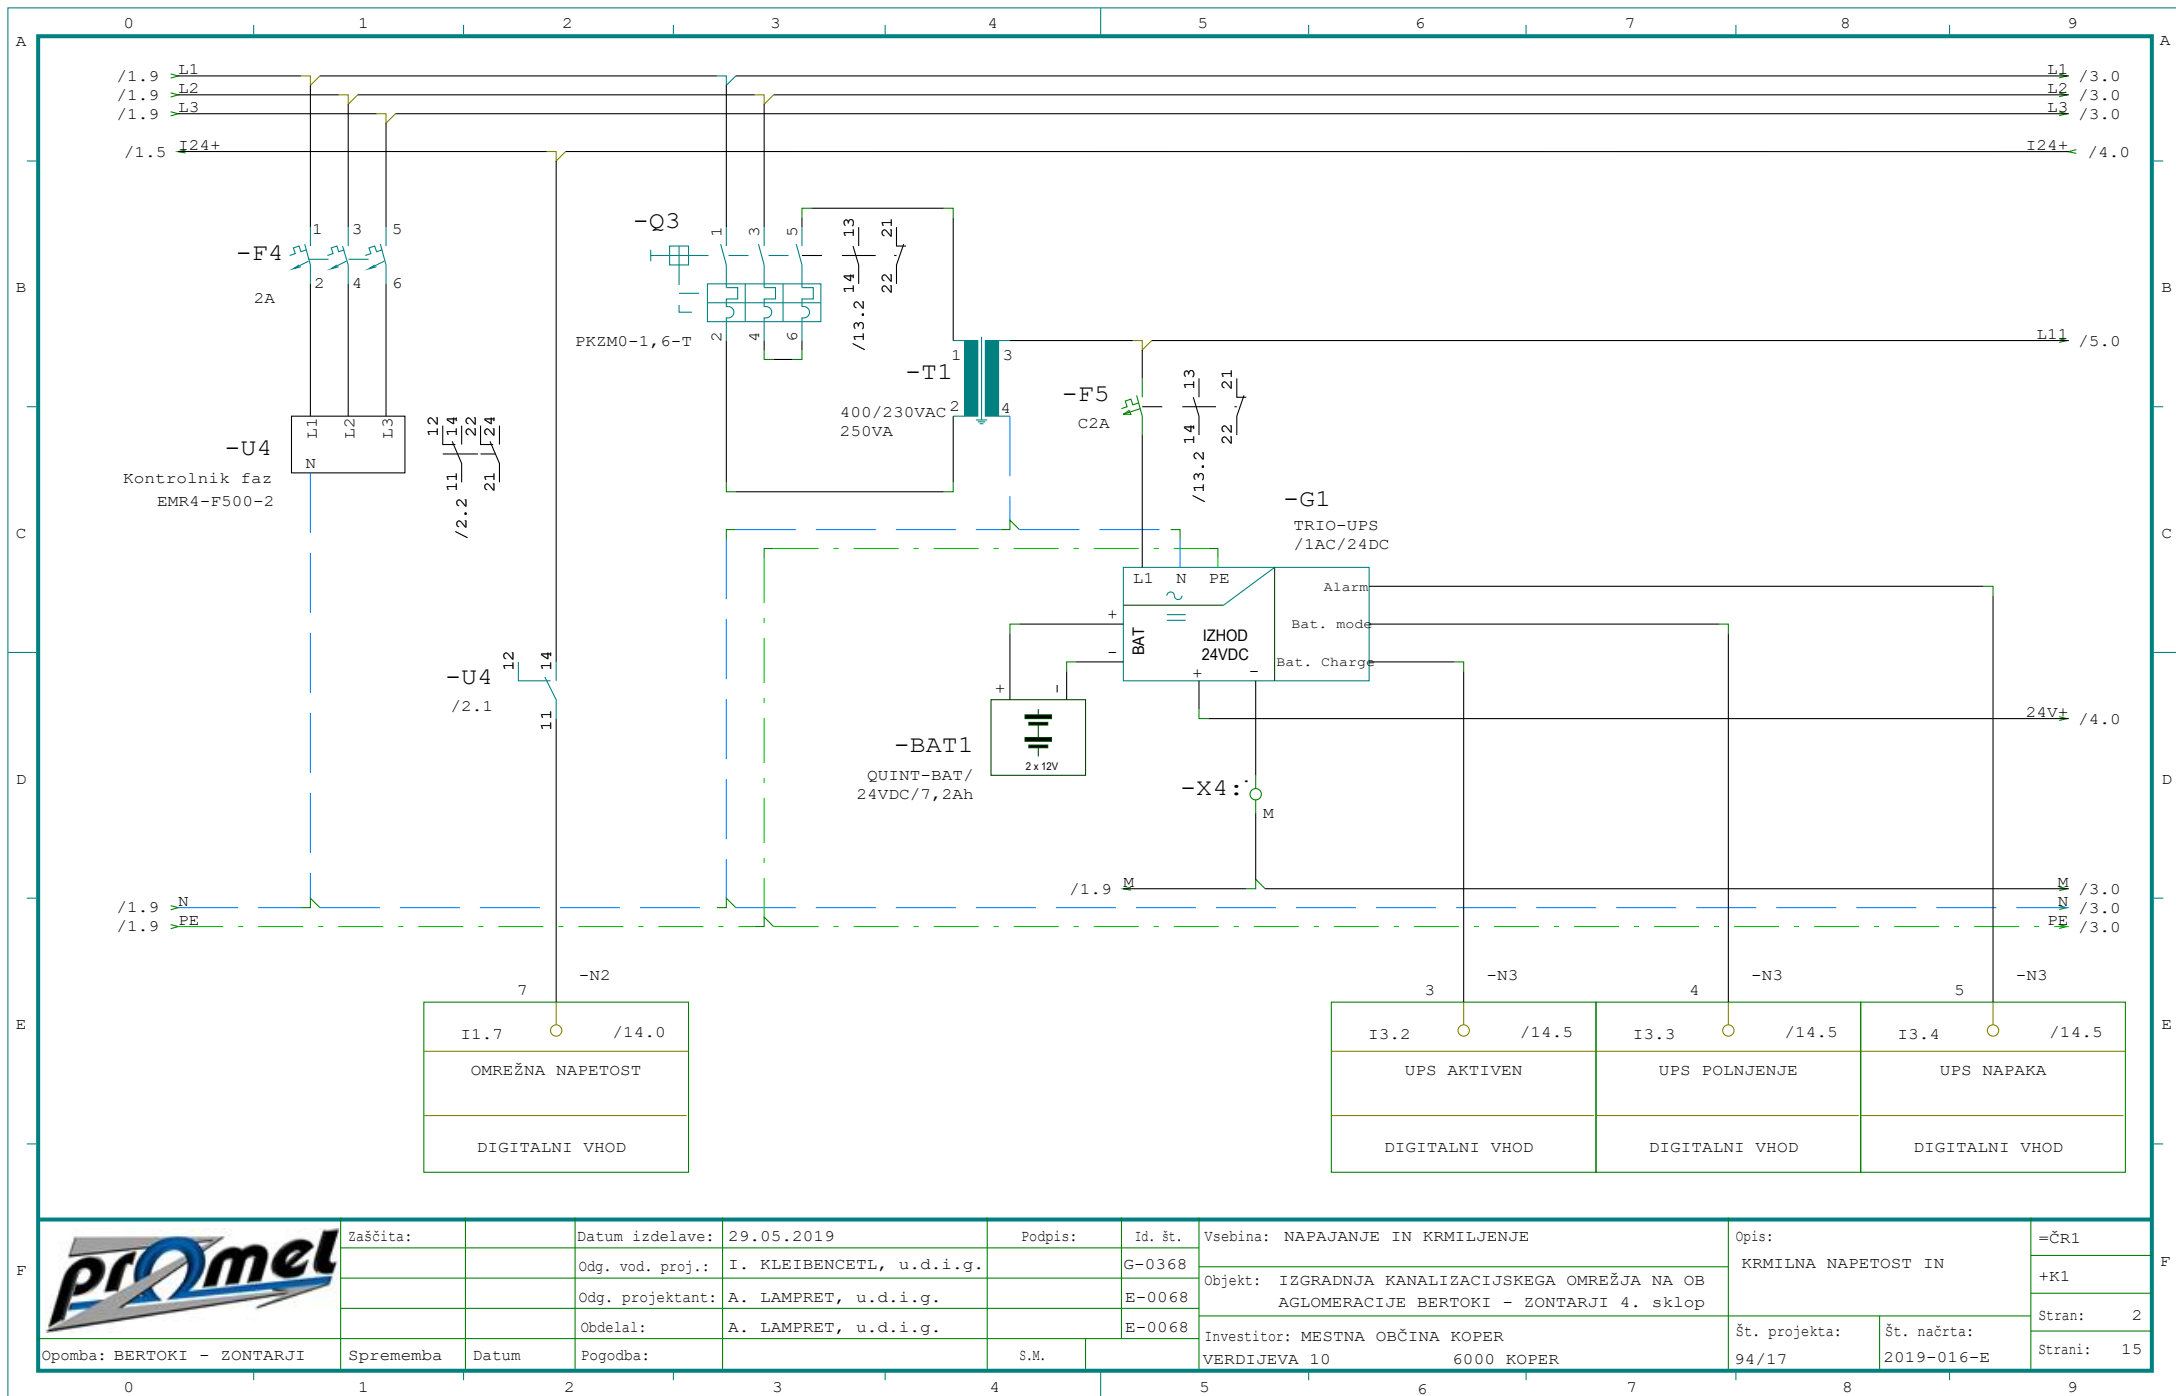 0 1 2 3 4 5 6 7 8 9
A A
/1.9 L1 L1 /3.0
/1.9 L2 L2 /3.0
/1.9 L3 L3 /3.0
/1.5 I24+ I24+ /4.0
-F4
2A
1 3 5
2 4 6
-Q3
PKZM0-1,6-T
1 3 5
2 4 6
13 21
14 22
/13.2
B B
L11 /5.0
-T1
400/230VAC
250VA
1 3
2 4
-F5
C2A
13 21
14 22
/13.2
-U4
Kontrolnik faz
EMR4-F500-2
L1 L2 L3
N
12 14 22 24
11 21
/2.2
C C
-G1
TRIO-UPS
/1AC/24DC
L1 N PE
Alarm
Bat. mode
Bat. Charge
+
-
BAT
IZHOD
24VDC
+ -
-U4
/2.1
12 14
11
+ -
-BAT1
QUINT-BAT/
24VDC/7,2Ah
2 x 12V
24V+ /4.0
D D
-X4:
M
/1.9 M M /3.0
/1.9 N N /3.0
/1.9 PE PE /3.0
-N2
7
I1.7 /14.0
OMREŽNA NAPETOST
DIGITALNI VHOD
-N3 -N3 -N3
3 4 5
I3.2 /14.5 I3.3 /14.5 I3.4 /14.5
UPS AKTIVEN UPS POLNJENJE UPS NAPAKA
DIGITALNI VHOD DIGITALNI VHOD DIGITALNI VHOD
E E
F F
promel
Opomba: BERTOKI - ZONTARJI
Zaščita:
Sprememba Datum
Datum izdelave: 29.05.2019 Podpis: Id. št.
Odg. vod. proj.: I. KLEIBENCETL, u.d.i.g. G-0368
Odg. projektant: A. LAMPRET, u.d.i.g. E-0068
Obdelal: A. LAMPRET, u.d.i.g. E-0068
Pogodba: S.M.
Vsebina: NAPAJANJE IN KRMILJENJE
Objekt: IZGRADNJA KANALIZACIJSKEGA OMREŽJA NA OB
AGLOMERACIJE BERTOKI - ZONTARJI 4. sklop
Investitor: MESTNA OBČINA KOPER
VERDIJEVA 10 6000 KOPER
Opis:
KRMILNA NAPETOST IN
Št. projekta: Št. načrta:
94/17 2019-016-E
=ČR1
+K1
Stran: 2
Strani: 15
0 1 2 3 4 5 6 7 8 9